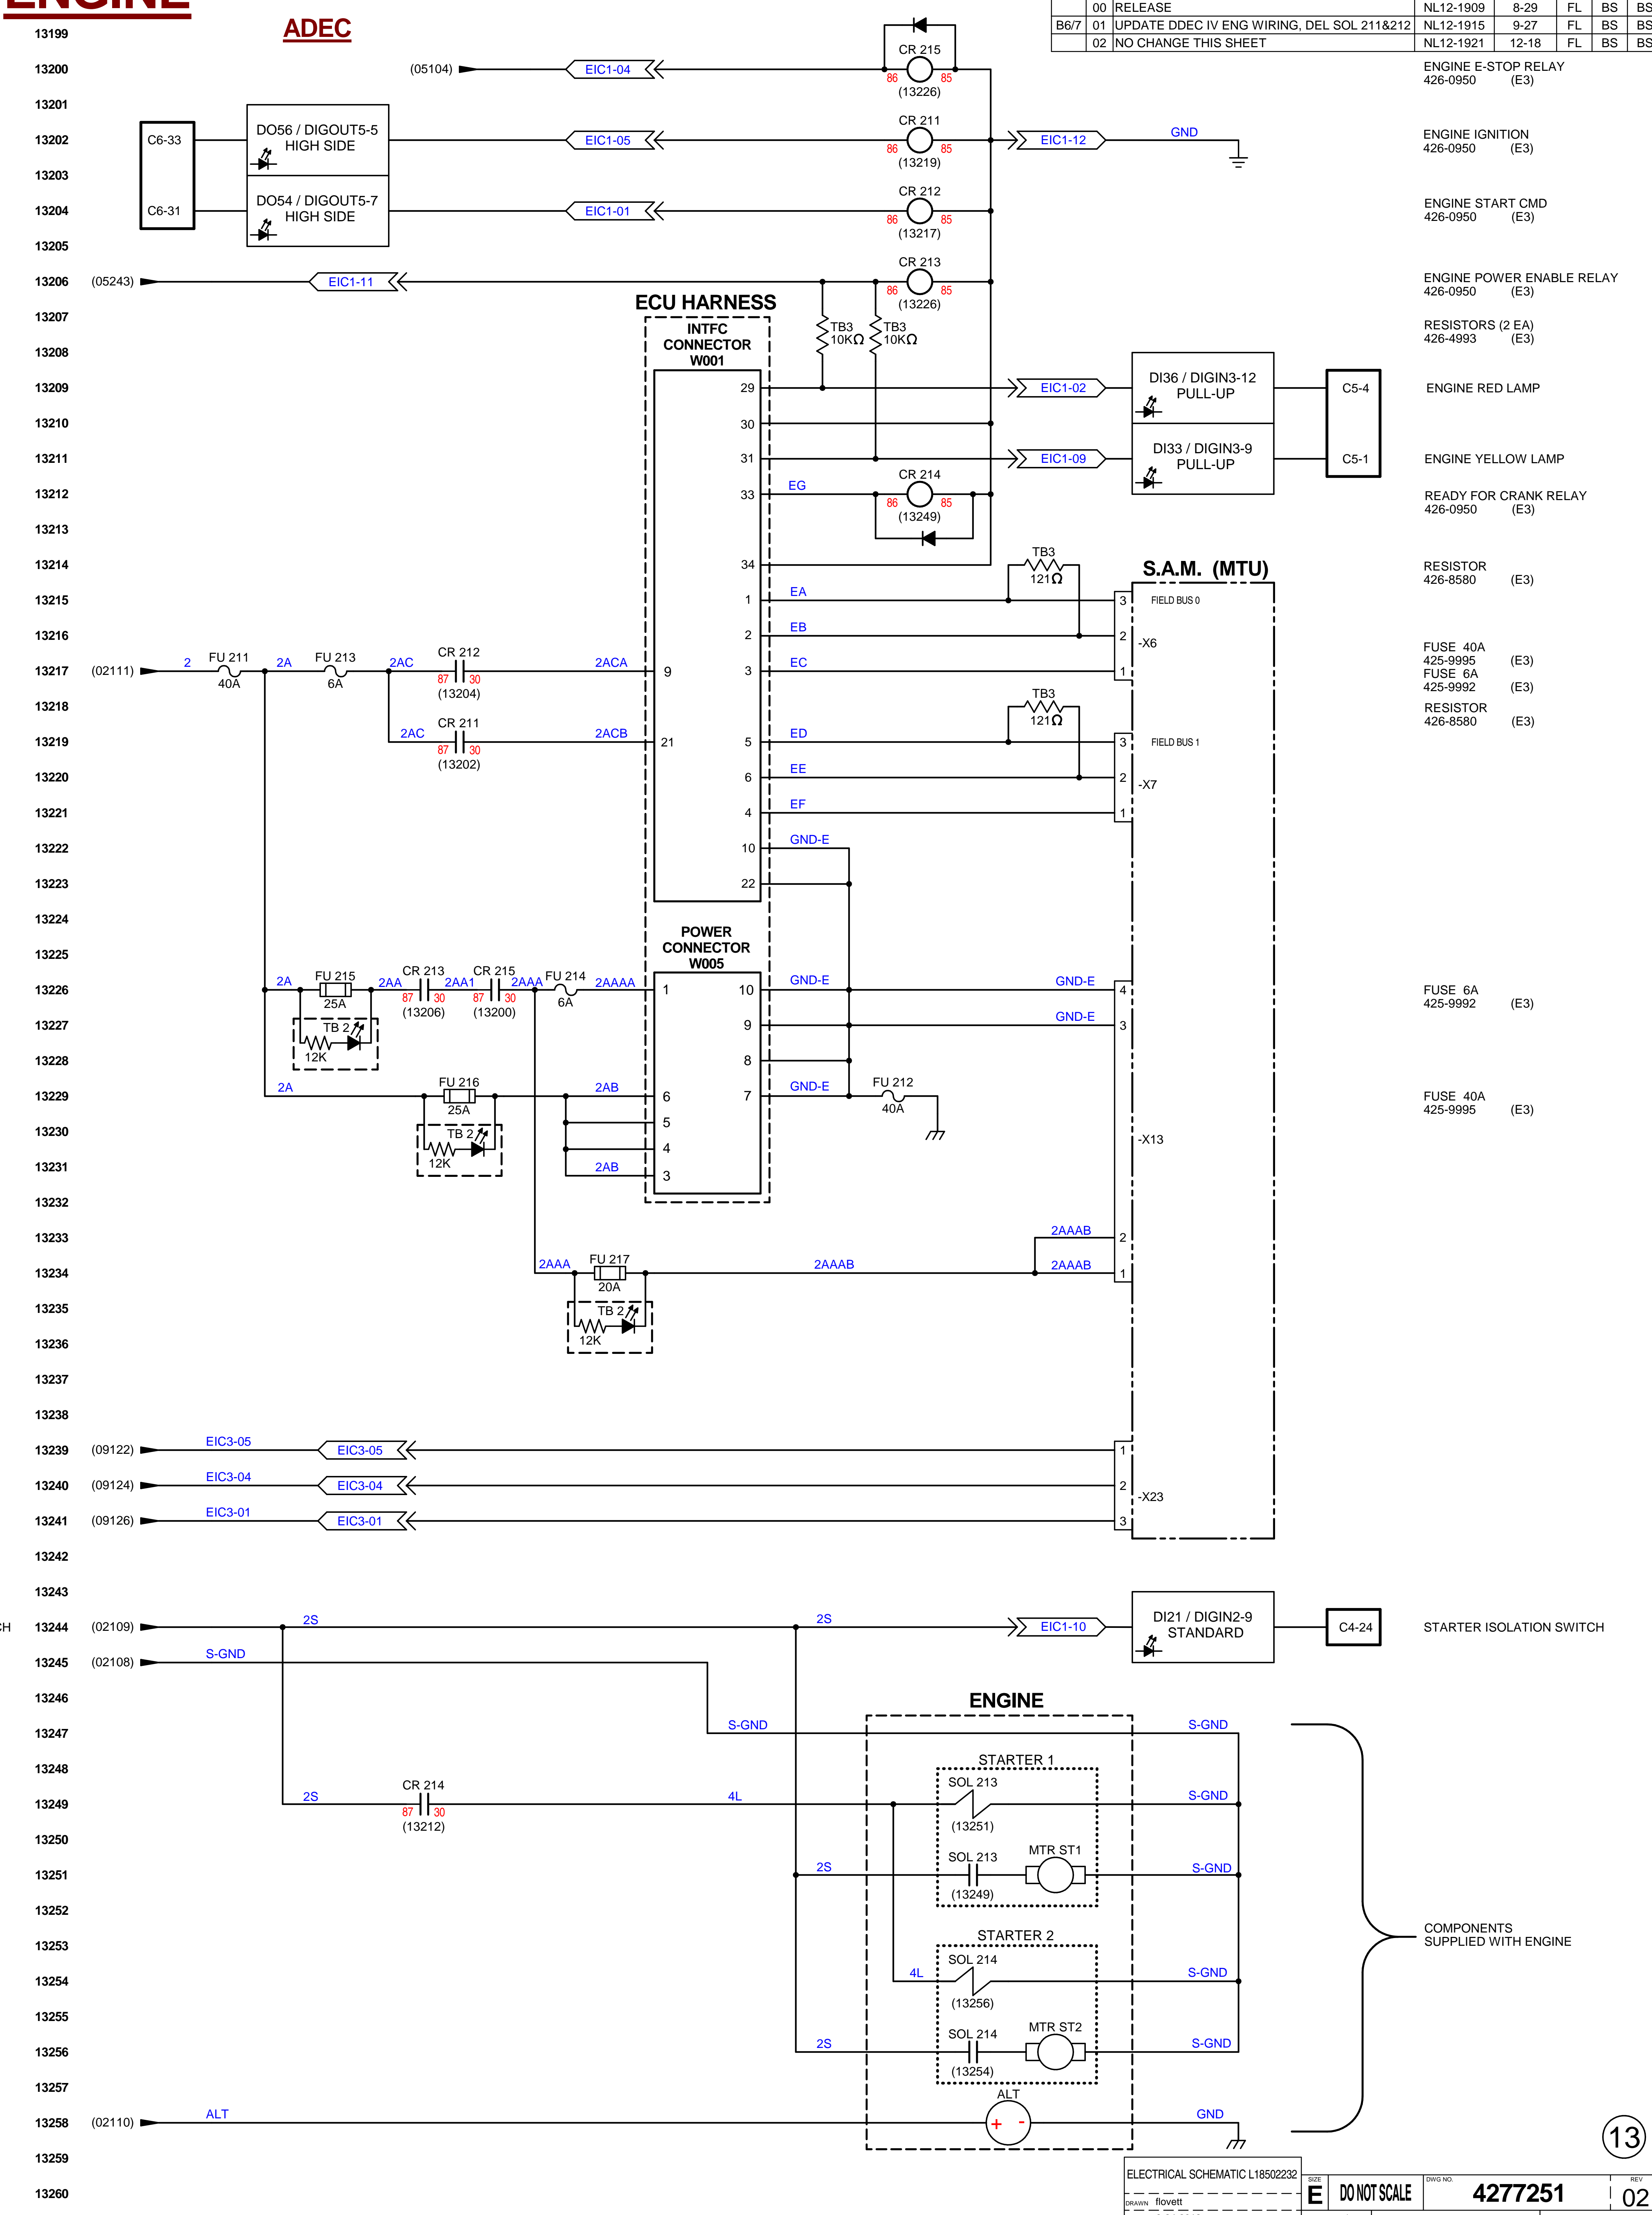 ENGINE
ADEC
00 RELEASE NL12-1909 8-29 FL BS BS
B6/7 01 UPDATE DDEC IV ENG WIRING, DEL SOL 211&212 NL12-1915 9-27 FL BS BS
02 NO CHANGE THIS SHEET NL12-1921 12-18 FL BS BS
13199
CR 215
13200 (05104) EIC1-04 86 85 ENGINE E-STOP RELAY
(13226) 426-0950 (E3)
13201
CR 211
13202 C6-33 DO56 / DIGOUT5-5 EIC1-05 86 85 EIC1-12 GND ENGINE IGNITION
HIGH SIDE (13219) 426-0950 (E3)
13203
CR 212
13204 C6-31 DO54 / DIGOUT5-7 EIC1-01 86 85 ENGINE START CMD
HIGH SIDE (13217) 426-0950 (E3)
13205
CR 213
13206 (05243) EIC1-11 86 85 ENGINE POWER ENABLE RELAY
(13226) 426-0950 (E3)
ECU HARNESS
13207
INTFC TB3 TB3 RESISTORS (2 EA)
CONNECTOR 10KΩ 10KΩ 426-4993 (E3)
W001
13208
13209 29 EIC1-02 DI36 / DIGIN3-12 C5-4 ENGINE RED LAMP
PULL-UP
13210 30
13211 31 EIC1-09 DI33 / DIGIN3-9 C5-1 ENGINE YELLOW LAMP
PULL-UP
CR 214
13212 33 EG 86 85 READY FOR CRANK RELAY
(13249) 426-0950 (E3)
13213
TB3
13214 34 121Ω S.A.M. (MTU) RESISTOR
426-8580 (E3)
13215 1 EA 3 FIELD BUS 0
13216 2 EB 2 -X6
FUSE 40A
425-9995 (E3)
13217 (02111) 2 FU 211 40A 2A FU 213 6A 2AC CR 212 87 30 (13204) 2ACA 9 3 EC 1
FUSE 6A
425-9992 (E3)
13218 TB3 121Ω
RESISTOR
426-8580 (E3)
13219 2AC CR 211 87 30 (13202) 2ACB 21 5 ED 3 FIELD BUS 1
13220 6 EE 2 -X7
13221 4 EF 1
13222 10 GND-E
13223 22
13224
POWER
CONNECTOR
W005
13225
13226 2A FU 215 25A 2AA CR 213 87 30 (13206) 2AA1 CR 215 87 30 (13200) 2AAA FU 214 6A 2AAAA 1 10 GND-E GND-E 4 FUSE 6A
425-9992 (E3)
13227 TB 2 12K 9 GND-E 3
13228 8
13229 2A FU 216 25A 2AB 6 7 GND-E FU 212 40A FUSE 40A
425-9995 (E3)
5
13230 TB 2 12K 4 -X13
13231 2AB 3
13232
13233 2AAAB 2
13234 2AAA FU 217 20A 2AAAB 2AAAB 1
13235 TB 2
13236 12K
13237
13238
13239 (09122) EIC3-05 EIC3-05 1
13240 (09124) EIC3-04 EIC3-04 2 -X23
13241 (09126) EIC3-01 EIC3-01 3
13242
13243
CH 13244 (02109) 2S 2S EIC1-10 DI21 / DIGIN2-9 C4-24 STARTER ISOLATION SWITCH
STANDARD
13245 (02108) S-GND
13246
ENGINE
13247 S-GND S-GND
13248 STARTER 1
13249 2S CR 214 87 30 (13212) 4L SOL 213 (13251) S-GND
13250
13251 2S SOL 213 (13249) MTR ST1 S-GND
13252
COMPONENTS
SUPPLIED WITH ENGINE
13253 STARTER 2
13254 4L SOL 214 (13256) S-GND
13255
13256 2S SOL 214 (13254) MTR ST2 S-GND
13257
ALT
13258 (02110) ALT + - GND
13
13259
13260
ELECTRICAL SCHEMATIC L18502232
DRAWN flovett
SIZE E DO NOT SCALE DWG NO. 4277251 REV 02